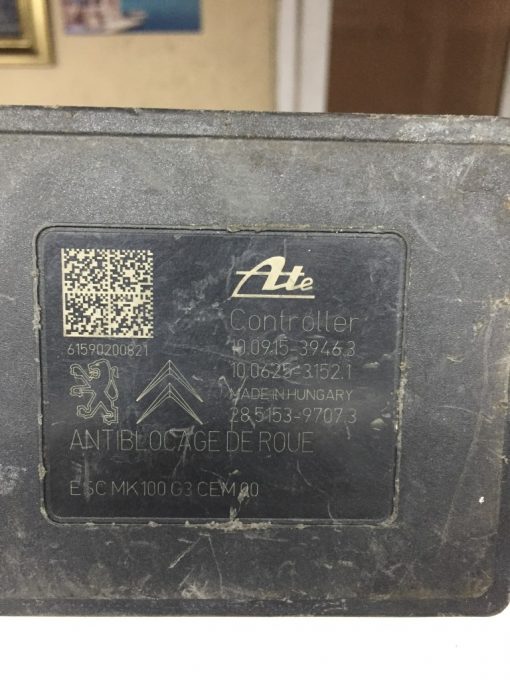 Ate
Controller
61590200821
10.0915-3946.3
10.0625-3152.1
MADE IN HUNGARY
28.5153-9707.3
ANTIBLOCAGE DE ROUE
ESC MK100 G3 CEM 00